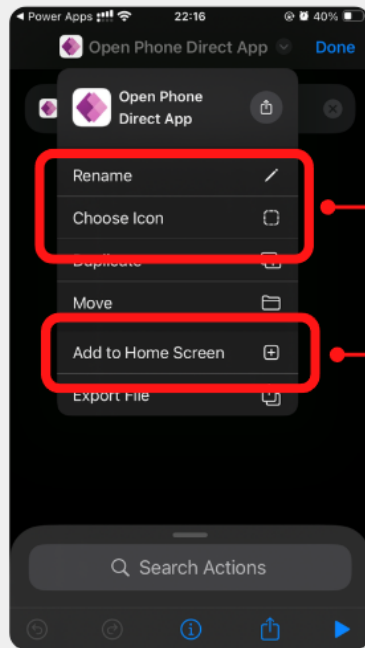 Power Apps 22:16 40%
Open Phone Direct App Done
Open Phone
Direct App
Rename
Choose Icon
Duplicate
Move
Add to Home Screen
Export File
Search Actions